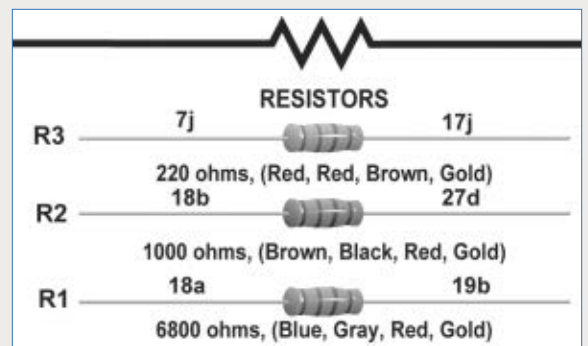 RESISTORS
R3 7j 17j
220 ohms, (Red, Red, Brown, Gold)
R2 18b 27d
1000 ohms, (Brown, Black, Red, Gold)
R1 18a 19b
6800 ohms, (Blue, Gray, Red, Gold)